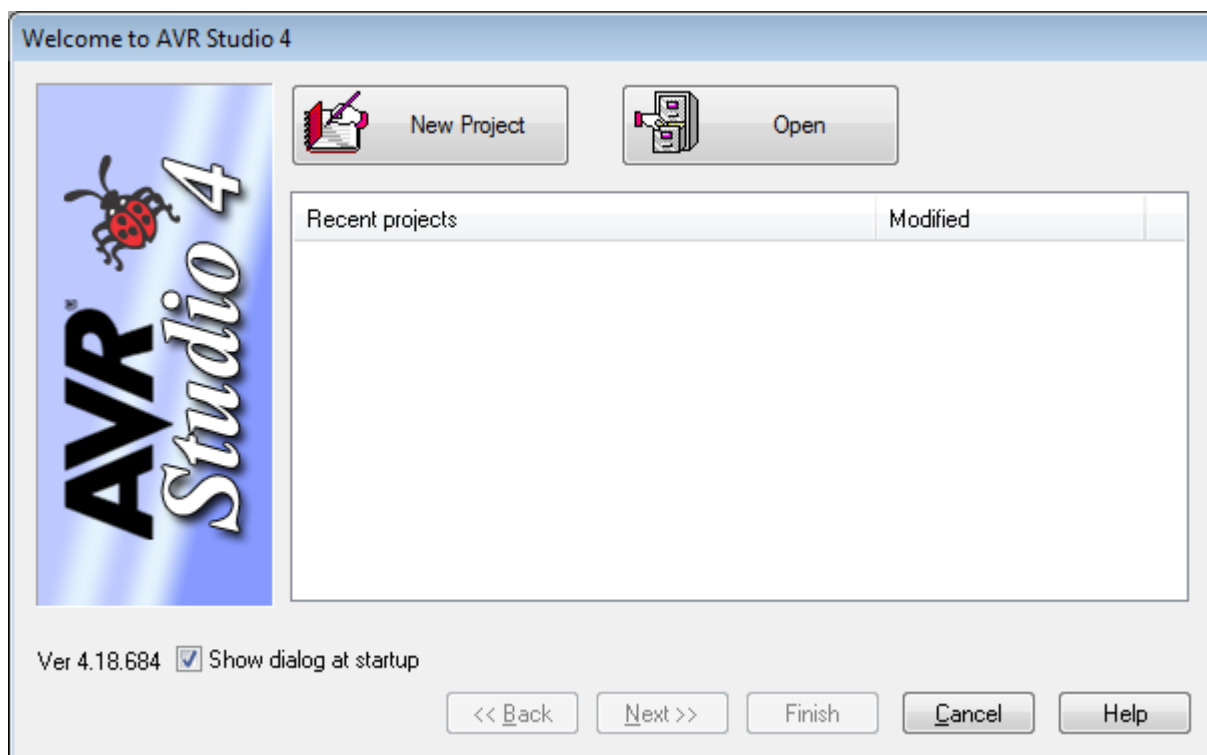 Welcome to AVR Studio 4
AVR
Studio 4
New Project
Open
Recent projects
Modified
Ver 4.18.684
Show dialog at startup
<< Back
Next >>
Finish
Cancel
Help